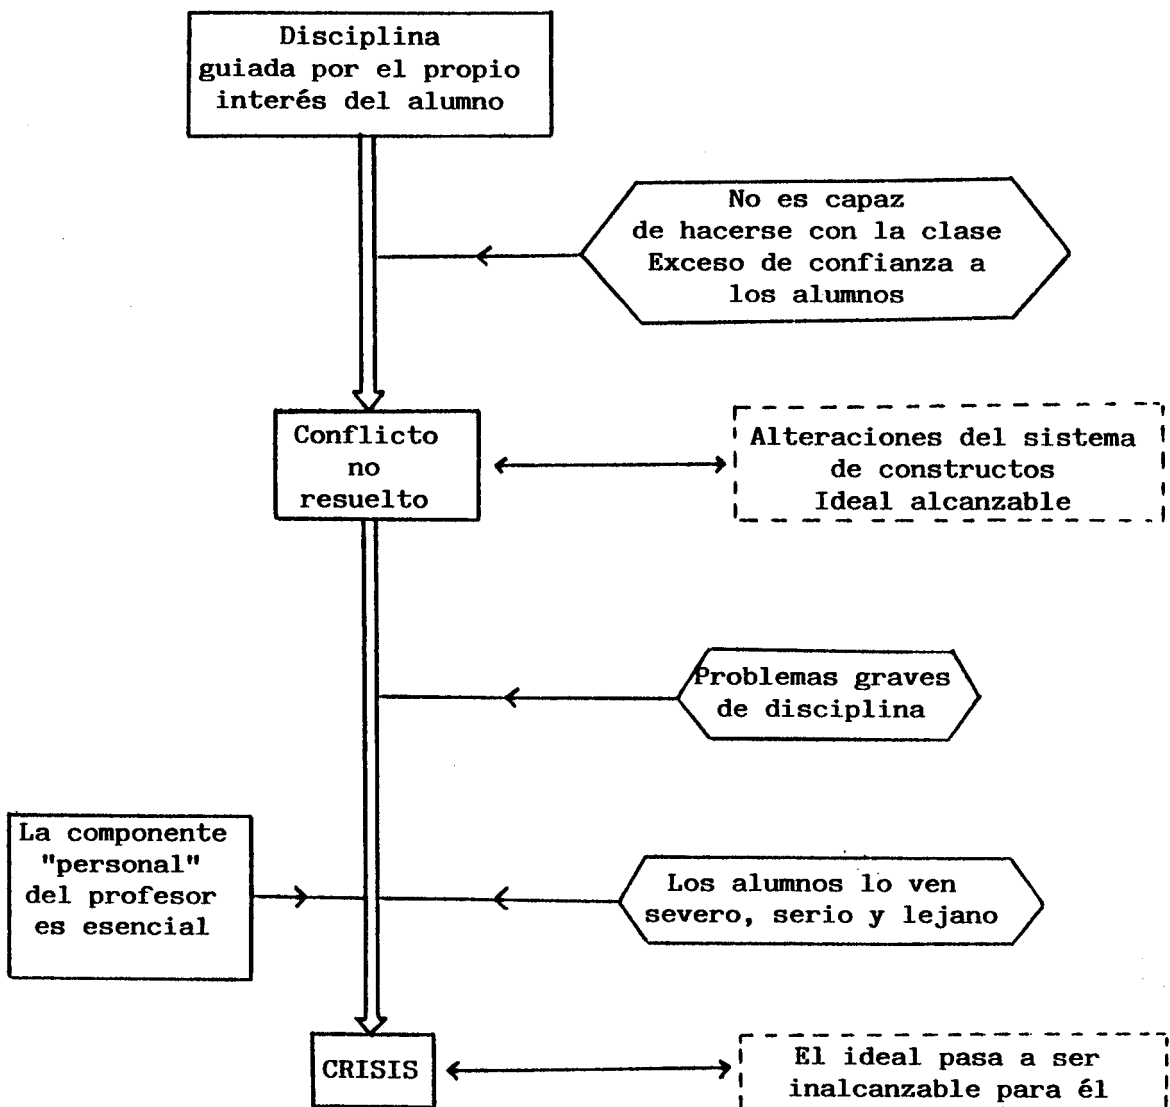 Disciplina
guiada por el propio
interés del alumno
No es capaz
de hacerse con la clase
Exceso de confianza a
los alumnos
Conflicto
no
resuelto
Alteraciones del sistema
de constructos
Ideal alcanzable
Problemas graves
de disciplina
La componente
"personal"
del profesor
es esencial
Los alumnos lo ven
severo, serio y lejano
CRISIS
El ideal pasa a ser
inalcanzable para él